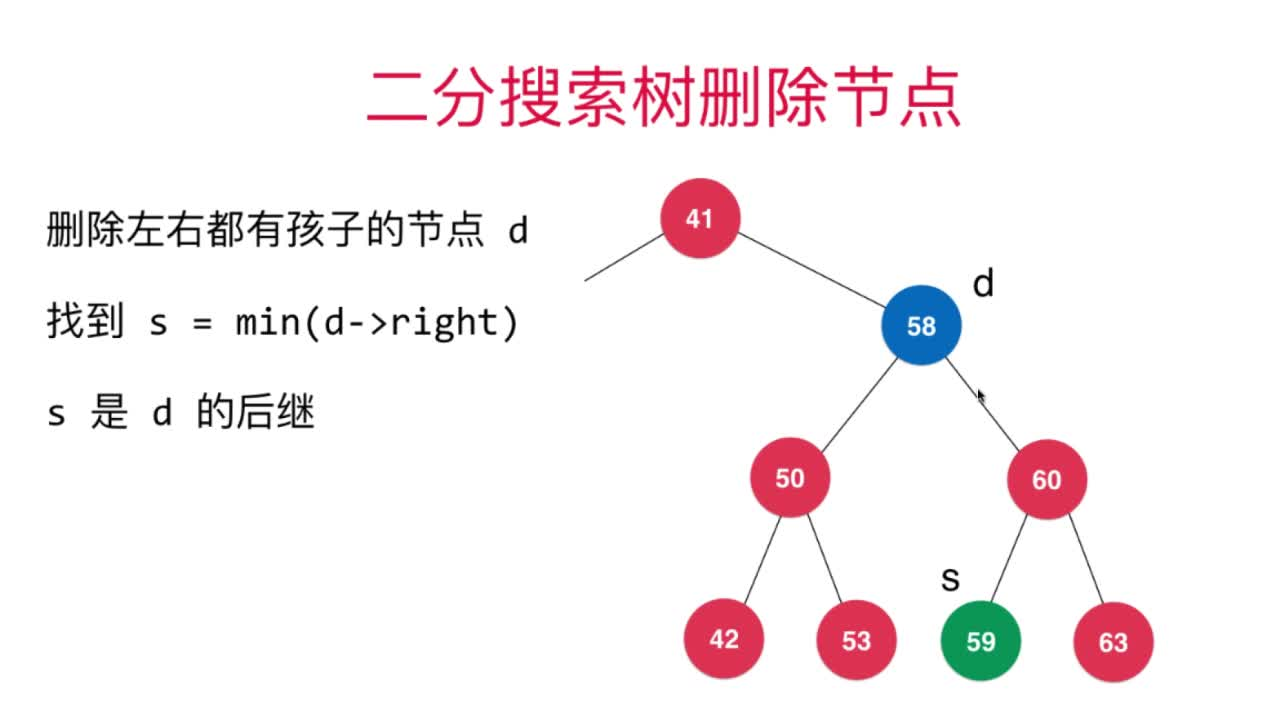 二分搜索树删除节点
删除左右都有孩子的节点 d
找到 s = min(d->right)
s 是 d 的后继
41
d
58
50
60
s
42
53
59
63